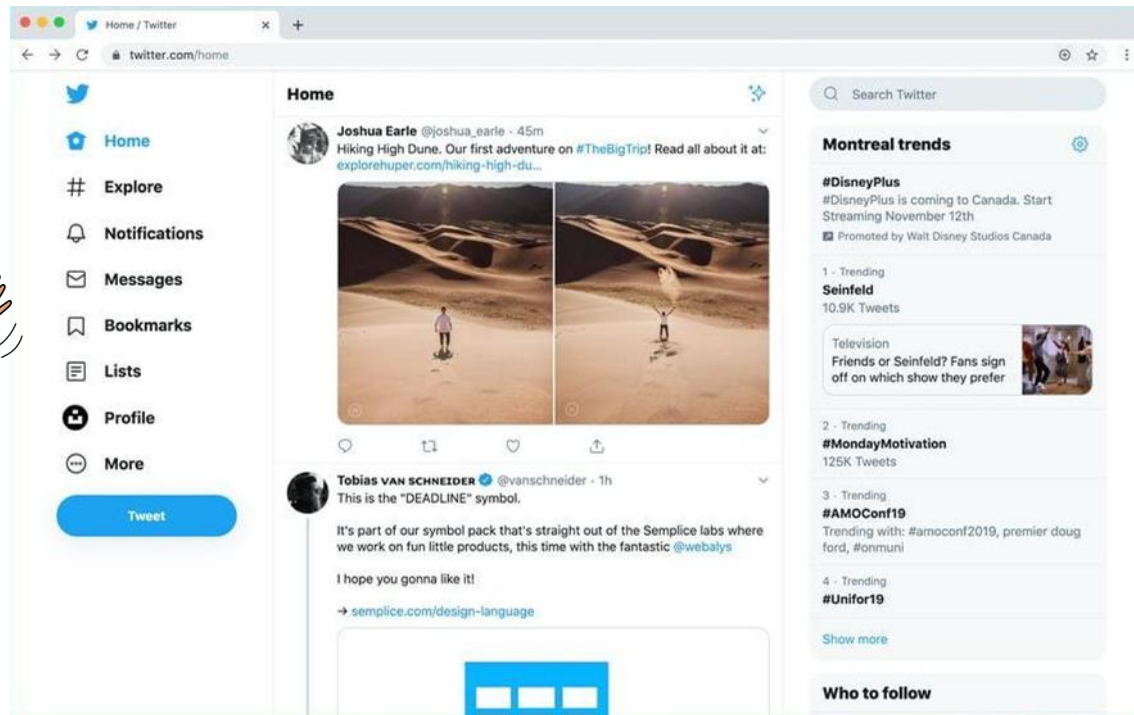 Home / Twitter
twitter.com/home
Home
Explore
Notifications
Messages
Bookmarks
Lists
Profile
More
Tweet
Home
Joshua Earle @joshua_earle · 45m
Hiking High Dune. Our first adventure on #TheBigTrip! Read all about it at:
explorehuper.com/hiking-high-du...
Tobias VAN SCHNEIDER @vanschneider · 1h
This is the "DEADLINE" symbol.
It's part of our symbol pack that's straight out of the Semplice labs where
we work on fun little products, this time with the fantastic @webalys
I hope you gonna like it!
→ semplice.com/design-language
Search Twitter
Montreal trends
#DisneyPlus
#DisneyPlus is coming to Canada. Start
Streaming November 12th
Promoted by Walt Disney Studios Canada
1 · Trending
Seinfeld
10.9K Tweets
Television
Friends or Seinfeld? Fans sign
off on which show they prefer
2 · Trending
#MondayMotivation
125K Tweets
3 · Trending
#AMOConf19
Trending with: #amoconf2019, premier doug
ford, #onmuni
4 · Trending
#Unifor19
Show more
Who to follow